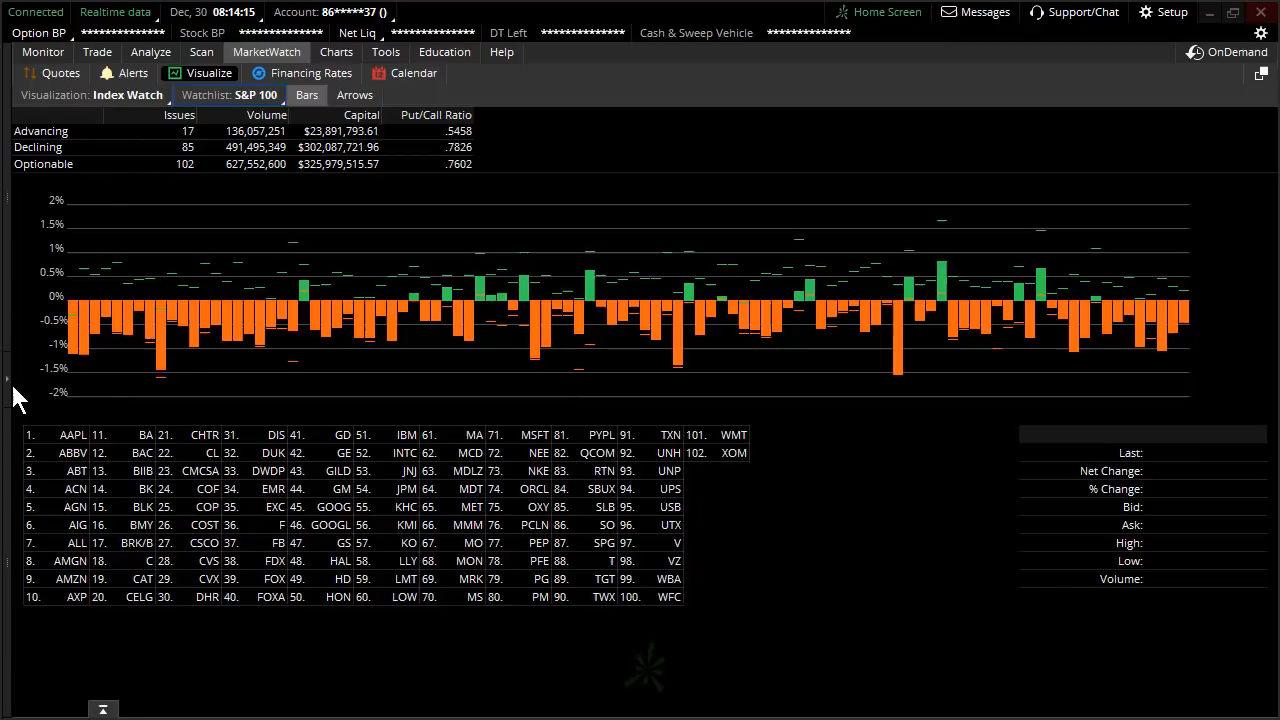 Connected Realtime data Dec, 30 08:14:15 Account: 86*****37 () Home Screen Messages Support/Chat Setup
Option BP ************** Stock BP ************** Net Liq ************** DT Left ************** Cash & Sweep Vehicle **************
Monitor Trade Analyze Scan MarketWatch Charts Tools Education Help OnDemand
Quotes Alerts Visualize Financing Rates Calendar
Visualization: Index Watch Watchlist: S&P 100 Bars Arrows
Issues Volume Capital Put/Call Ratio
Advancing 17 136,057,251 $23,891,793.61 .5458
Declining 85 491,495,349 $302,087,721.96 .7826
Optionable 102 627,552,600 $325,979,515.57 .7602
2%
1.5%
1%
0.5%
0%
-0.5%
-1%
-1.5%
-2%
1. AAPL 11. BA 21. CHTR 31. DIS 41. GD 51. IBM 61. MA 71. MSFT 81. PYPL 91. TXN 101. WMT
2. ABBV 12. BAC 22. CL 32. DUK 42. GE 52. INTC 62. MCD 72. NEE 82. QCOM 92. UNH 102. XOM
3. ABT 13. BIIB 23. CMCSA 33. DWDP 43. GILD 53. JNJ 63. MDLZ 73. NKE 83. RTN 93. UNP
4. ACN 14. BK 24. COF 34. EMR 44. GM 54. JPM 64. MDT 74. ORCL 84. SBUX 94. UPS
5. AGN 15. BLK 25. COP 35. EXC 45. GOOG 55. KHC 65. MET 75. OXY 85. SLB 95. USB
6. AIG 16. BMY 26. COST 36. F 46. GOOGL 56. KMI 66. MMM 76. PCLN 86. SO 96. UTX
7. ALL 17. BRK/B 27. CSCO 37. FB 47. GS 57. KO 67. MO 77. PEP 87. SPG 97. V
8. AMGN 18. C 28. CVS 38. FDX 48. HAL 58. LLY 68. MON 78. PFE 88. T 98. VZ
9. AMZN 19. CAT 29. CVX 39. FOX 49. HD 59. LMT 69. MRK 79. PG 89. TGT 99. WBA
10. AXP 20. CELG 30. DHR 40. FOXA 50. HON 60. LOW 70. MS 80. PM 90. TWX 100. WFC
Last:
Net Change:
% Change:
Bid:
Ask:
High:
Low:
Volume: